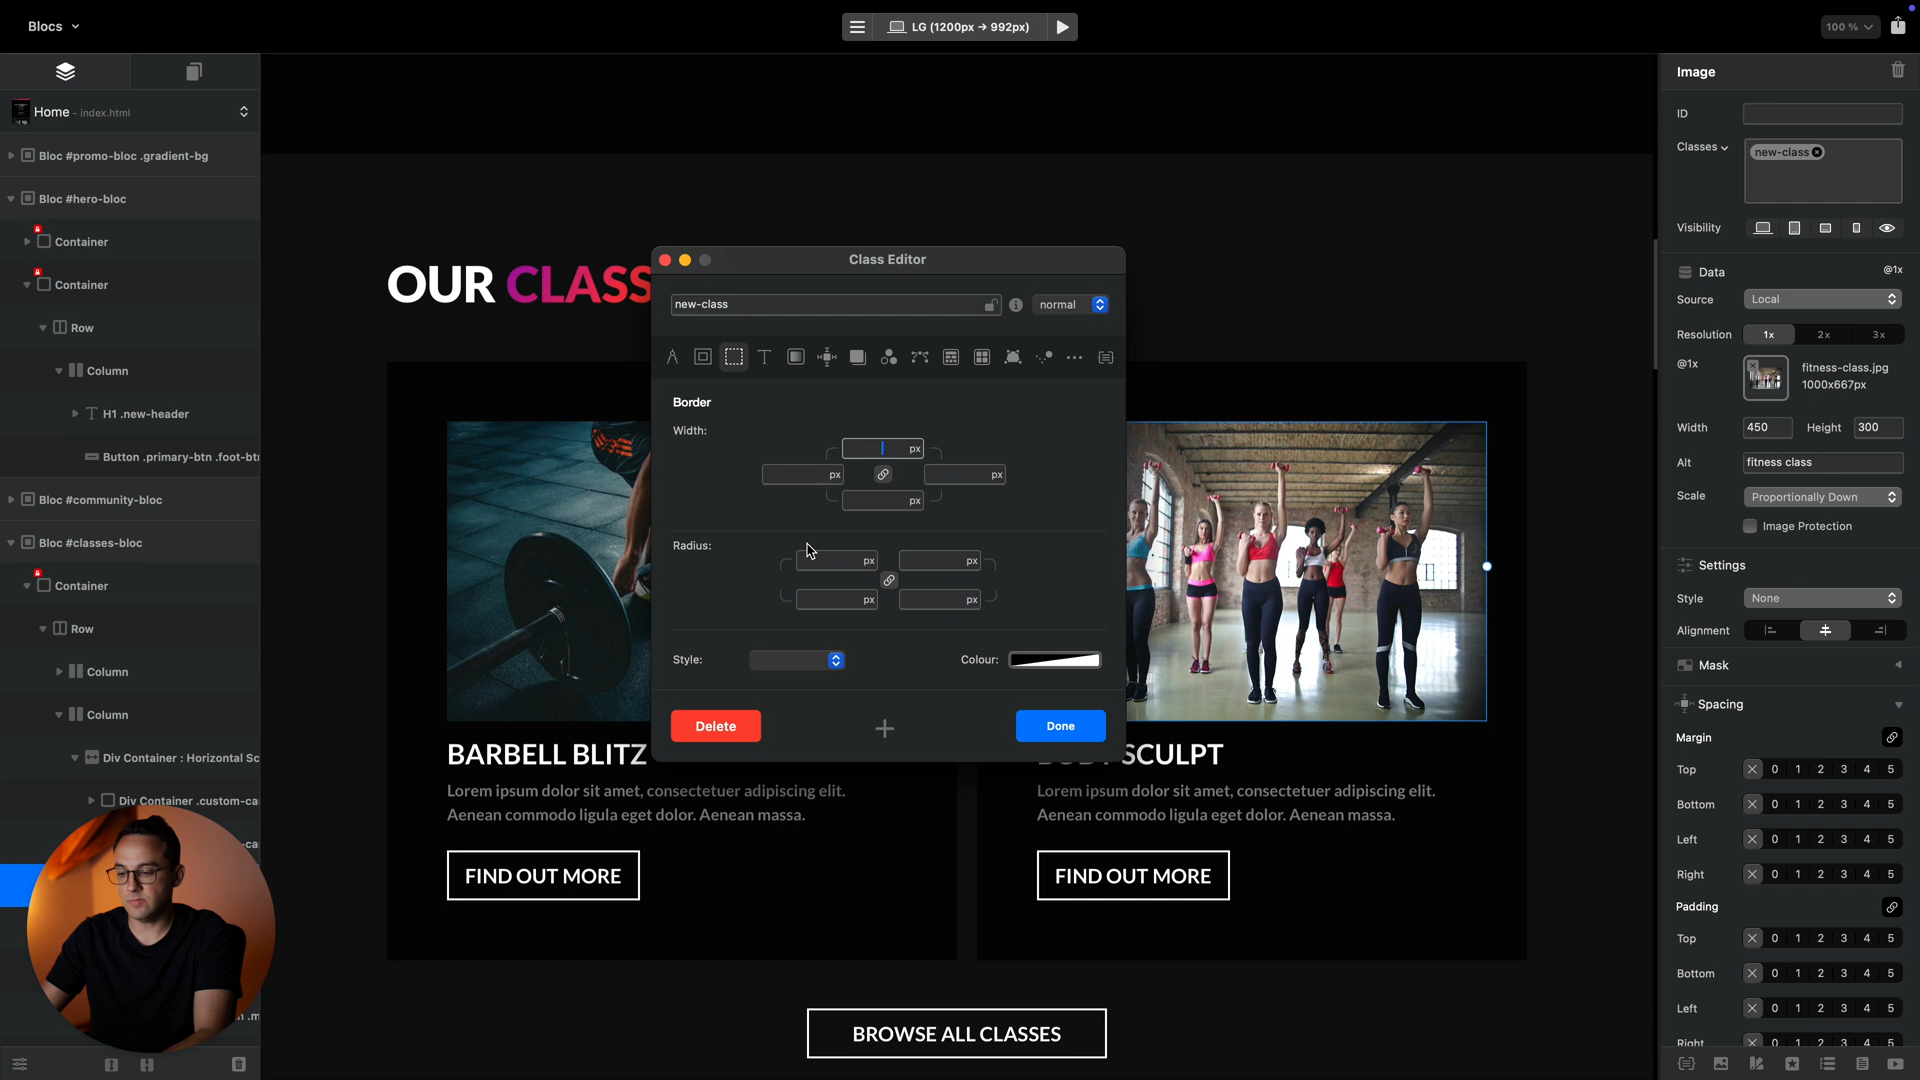 Blocs
LG (1200px → 992px)
100 %
Home - index.html
Bloc #promo-bloc .gradient-bg
Bloc #hero-bloc
Container
Container
Row
Column
H1 .new-header
Button .primary-btn .foot-bt
Bloc #community-bloc
Bloc #classes-bloc
Container
Row
Column
Column
Div Container : Horizontal Sc
Div Container .custom-ca
-ca
.m
OUR CLASS
BARBELL BLITZ
Lorem ipsum dolor sit amet, consectetuer adipiscing elit.
Aenean commodo ligula eget dolor. Aenean massa.
FIND OUT MORE
SCULPT
Lorem ipsum dolor sit amet, consectetuer adipiscing elit.
Aenean commodo ligula eget dolor. Aenean massa.
FIND OUT MORE
BROWSE ALL CLASSES
Class Editor
new-class
normal
Border
Width:
px
px
px
px
Radius:
px
px
px
px
Style:
Colour:
Delete
Done
Image
ID
Classes
new-class
Visibility
Data
@1x
Source
Local
Resolution
1x
2x
3x
@1x
fitness-class.jpg
1000x667px
Width
450
Height
300
Alt
fitness class
Scale
Proportionally Down
Image Protection
Settings
Style
None
Alignment
Mask
Spacing
Margin
Top
0 1 2 3 4 5
Bottom
0 1 2 3 4 5
Left
0 1 2 3 4 5
Right
0 1 2 3 4 5
Padding
Top
0 1 2 3 4 5
Bottom
0 1 2 3 4 5
Left
0 1 2 3 4 5
Right
0 1 2 3 4 5